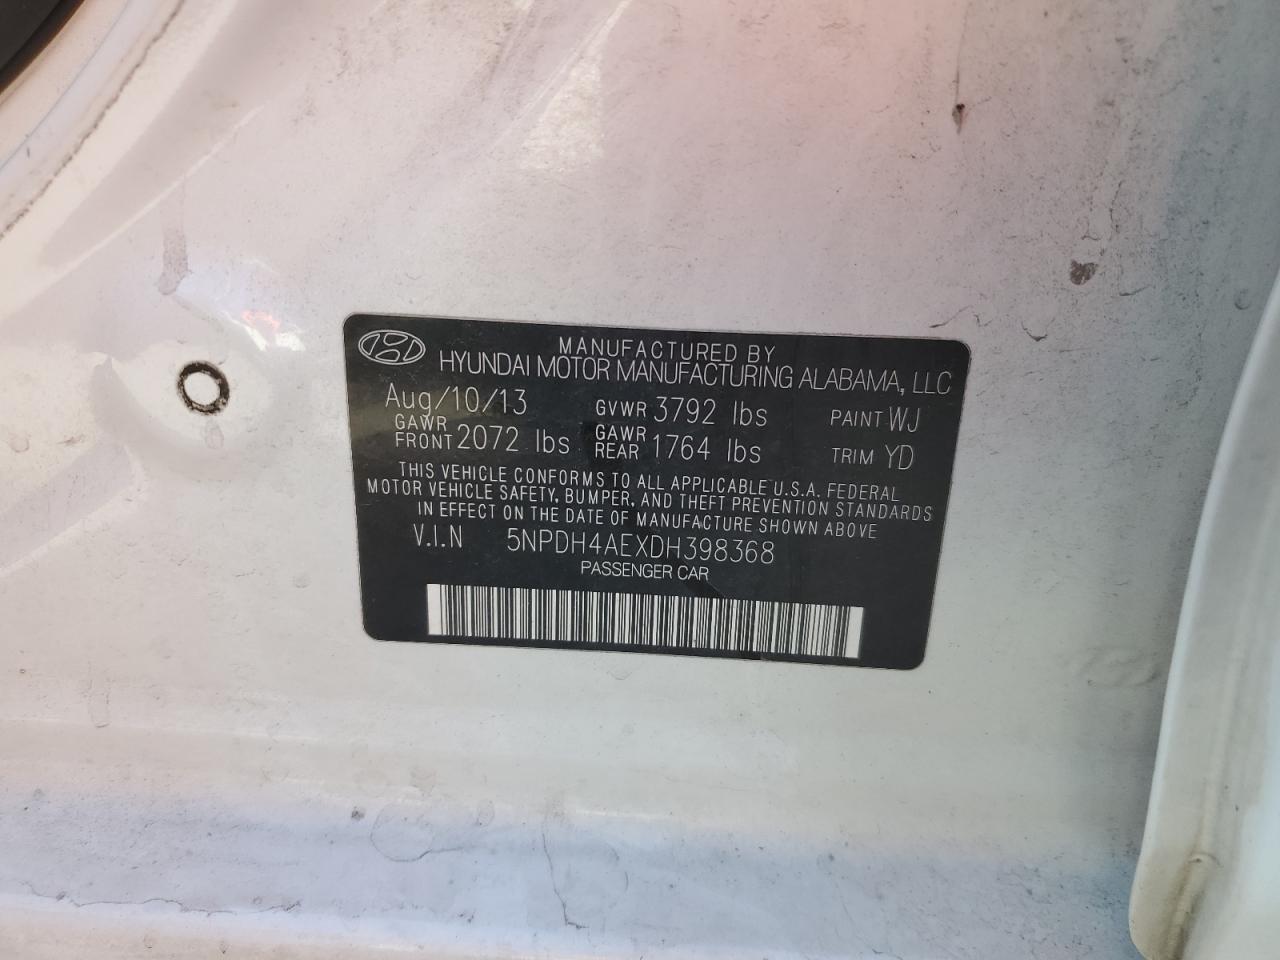 MANUFACTURED BY
HYUNDAI MOTOR MANUFACTURING ALABAMA, LLC
Aug/10/13 GVWR 3792 lbs PAINT WJ
GAWR FRONT 2072 lbs GAWR REAR 1764 lbs TRIM YD
THIS VEHICLE CONFORMS TO ALL APPLICABLE U.S.A. FEDERAL
MOTOR VEHICLE SAFETY, BUMPER, AND THEFT PREVENTION STANDARDS
IN EFFECT ON THE DATE OF MANUFACTURE SHOWN ABOVE
V.I.N 5NPDH4AEXDH398368
PASSENGER CAR